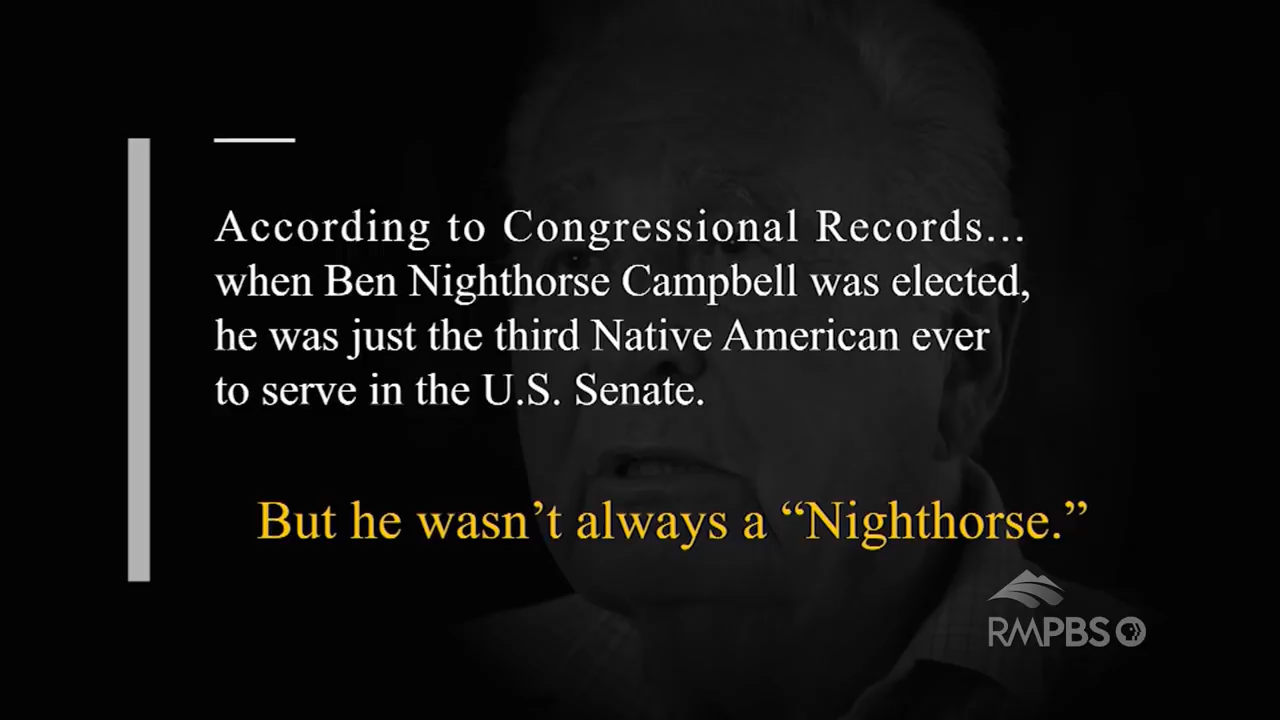 According to Congressional Records...
when Ben Nighthorse Campbell was elected,
he was just the third Native American ever
to serve in the U.S. Senate.
But he wasn’t always a “Nighthorse.”
RMPBS